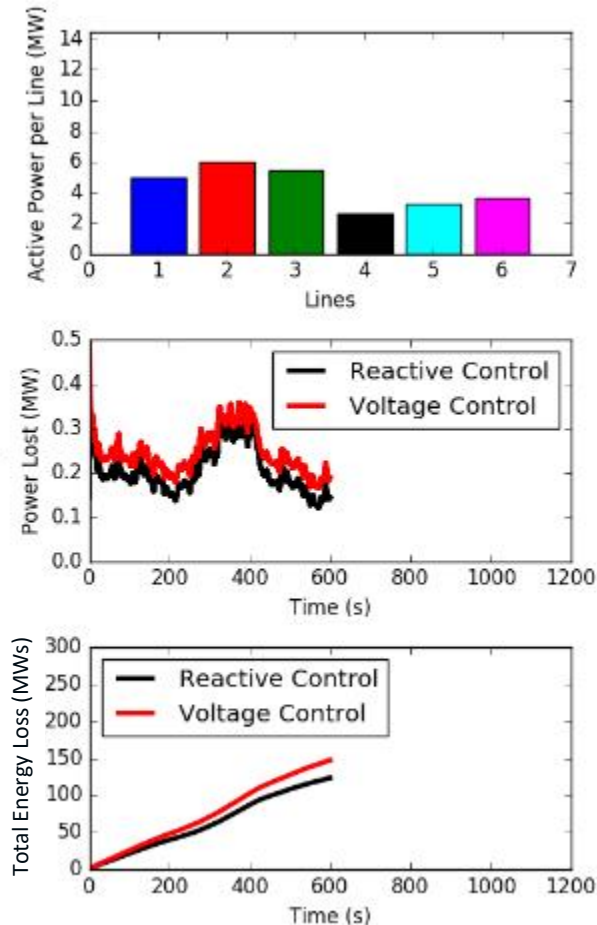 Active Power per Line (MW)
14
12
10
8
6
4
2
0
0 1 2 3 4 5 6 7
Lines
Power Lost (MW)
0.5
0.4
0.3
0.2
0.1
0.0
Reactive Control
Voltage Control
0 200 400 600 800 1000 1200
Time (s)
Total Energy Loss (MWs)
300
250
200
150
100
50
0
Reactive Control
Voltage Control
0 200 400 600 800 1000 1200
Time (s)